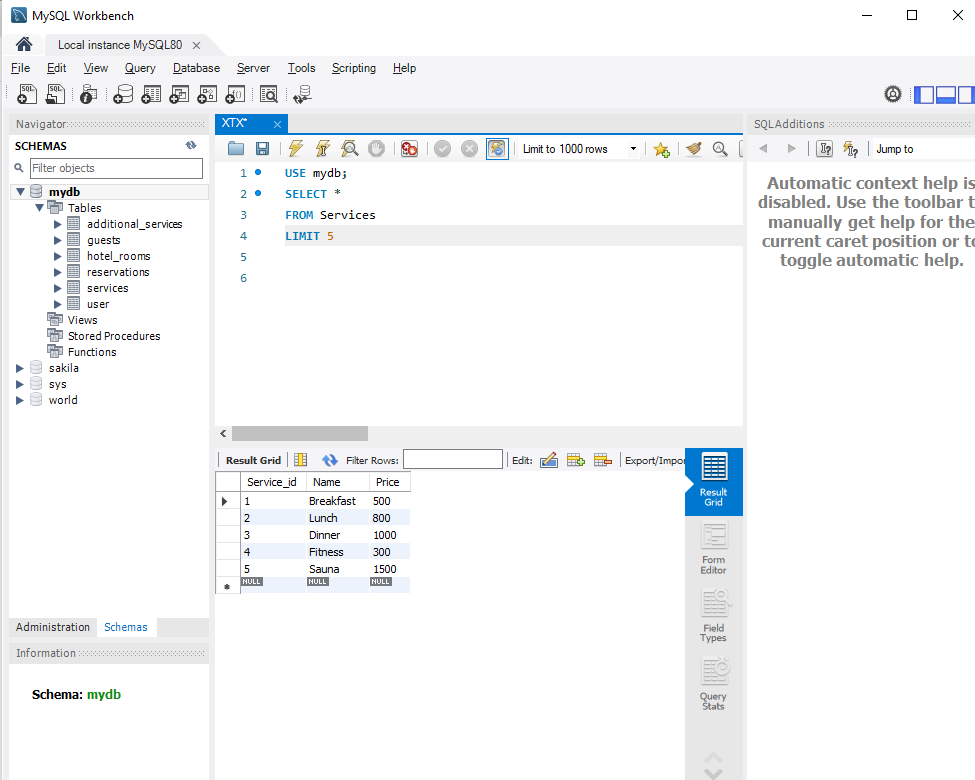 MySQL Workbench
Local instance MySQL80
File Edit View Query Database Server Tools Scripting Help
Navigator
SCHEMAS
Filter objects
mydb
Tables
additional_services
guests
hotel_rooms
reservations
services
user
Views
Stored Procedures
Functions
sakila
sys
world
Administration Schemas
Information
Schema: mydb
XTX*
Limit to 1000 rows
1 USE mydb;
2 SELECT *
3 FROM Services
4 LIMIT 5
5
6
Result Grid Filter Rows: Edit: Export/Impor
Service_id Name Price
1 Breakfast 500
2 Lunch 800
3 Dinner 1000
4 Fitness 300
5 Sauna 1500
NULL NULL NULL
Result
Grid
Form
Editor
Field
Types
Query
Stats
SQLAdditions
Jump to
Automatic context help is
disabled. Use the toolbar t
manually get help for the
current caret position or to
toggle automatic help.